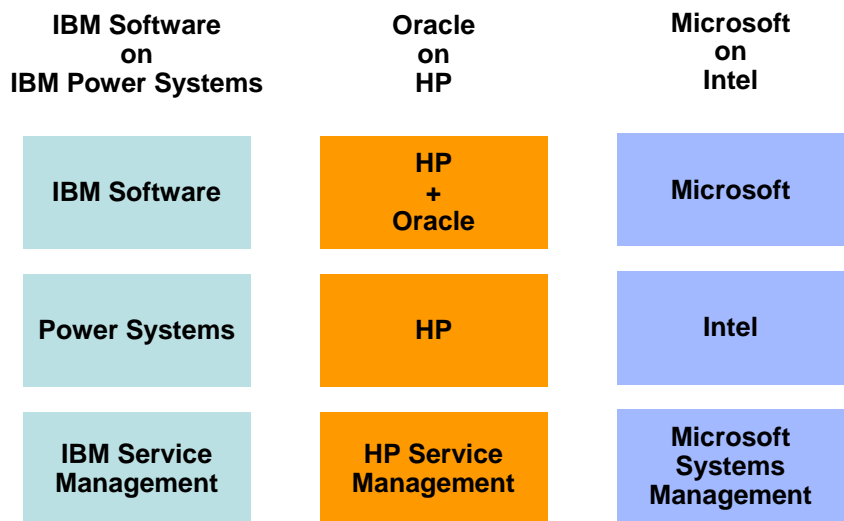 IBM Software
on
IBM Power Systems
Oracle
on
HP
Microsoft
on
Intel
IBM Software
HP
+
Oracle
Microsoft
Power Systems
HP
Intel
IBM Service
Management
HP Service
Management
Microsoft
Systems
Management